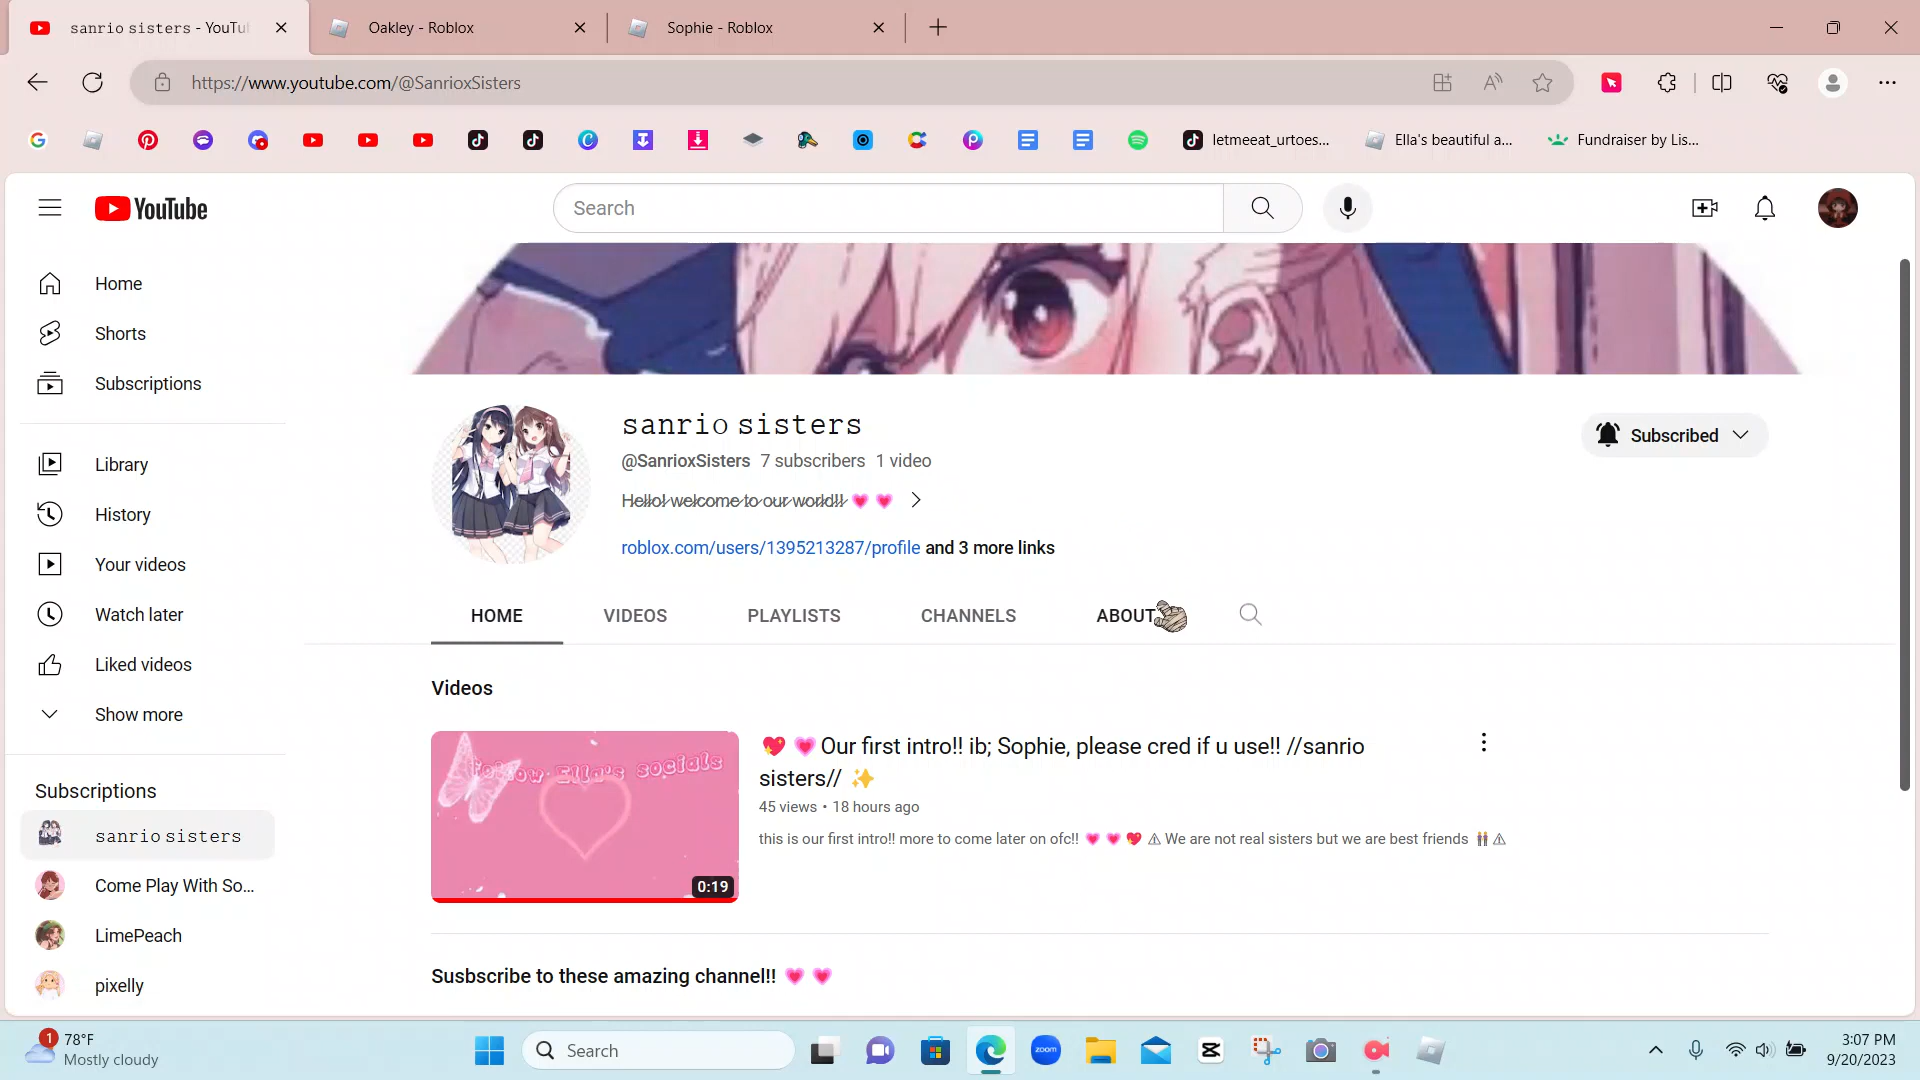 sanrio sisters - YouTu
Oakley - Roblox
Sophie - Roblox
https://www.youtube.com/@SanrioxSisters
letmeeat_urtoes...
Ella's beautiful a...
Fundraiser by Lis...
YouTube
Search
Home
Shorts
Subscriptions
Library
History
Your videos
Watch later
Liked videos
Show more
Subscriptions
sanrio sisters
Come Play With So...
LimePeach
pixelly
sanrio sisters
@SanrioxSisters 7 subscribers 1 video
Hello! welcome to our world!! 💗 💗
roblox.com/users/1395213287/profile and 3 more links
Subscribed
HOME VIDEOS PLAYLISTS CHANNELS ABOUT
Videos
follow Ella's socials
0:19
💖 💗Our first intro!! ib; Sophie, please cred if u use!! //sanrio
sisters// ✨
45 views • 18 hours ago
this is our first intro!! more to come later on ofc!! 💗 💗 💖 ⚠ We are not real sisters but we are best friends 👭 ⚠
Susbscribe to these amazing channel!! 💗 💗
1
78°F
Mostly cloudy
Search
zoom
3:07 PM
9/20/2023